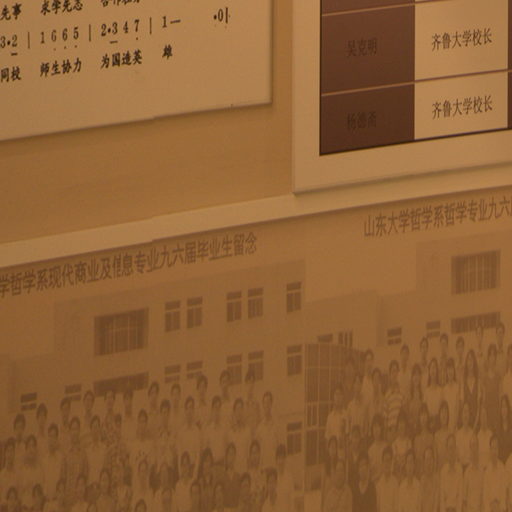 先事 求学先志
3·2 | 1 6 6 5 | 2·3 4 7 | 1—
同校 师生协力 为国造英 雄
吴克明 齐鲁大学校长
杨德斋 齐鲁大学校长
山东大学哲学系哲学专业九六
学哲学系现代商业及信息专业九六届毕业生留念